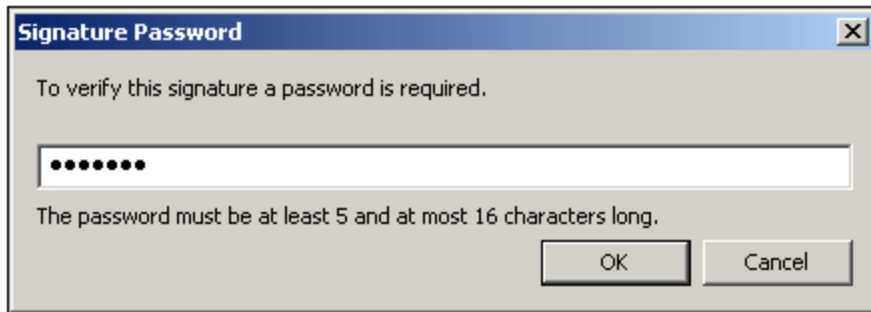 Signature Password
To verify this signature a password is required.
•••••••
The password must be at least 5 and at most 16 characters long.
OK Cancel